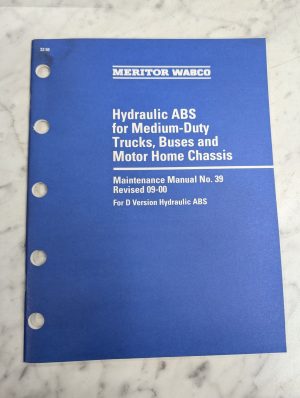 MERITOR WABCO
Hydraulic ABS
for Medium-Duty
Trucks, Buses and
Motor Home Chassis
Maintenance Manual No. 39
Revised 09-00
For D Version Hydraulic ABS